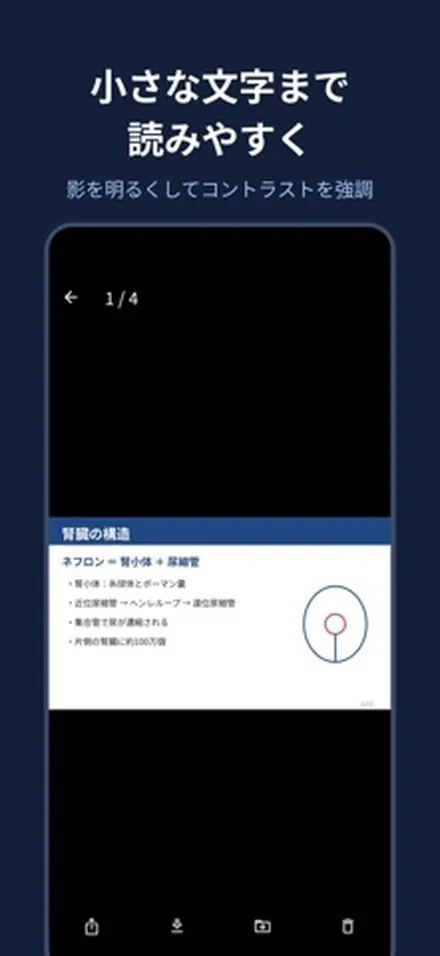 小さな文字まで
読みやすく
影を明るくしてコントラストを強調
1 / 4
腎臓の構造
ネフロン = 腎小体 + 尿細管
・腎小体：糸球体とボーマン嚢
・近位尿細管 → ヘンレループ → 遠位尿細管
・集合管で尿が濃縮される
・片側の腎臓に約100万個